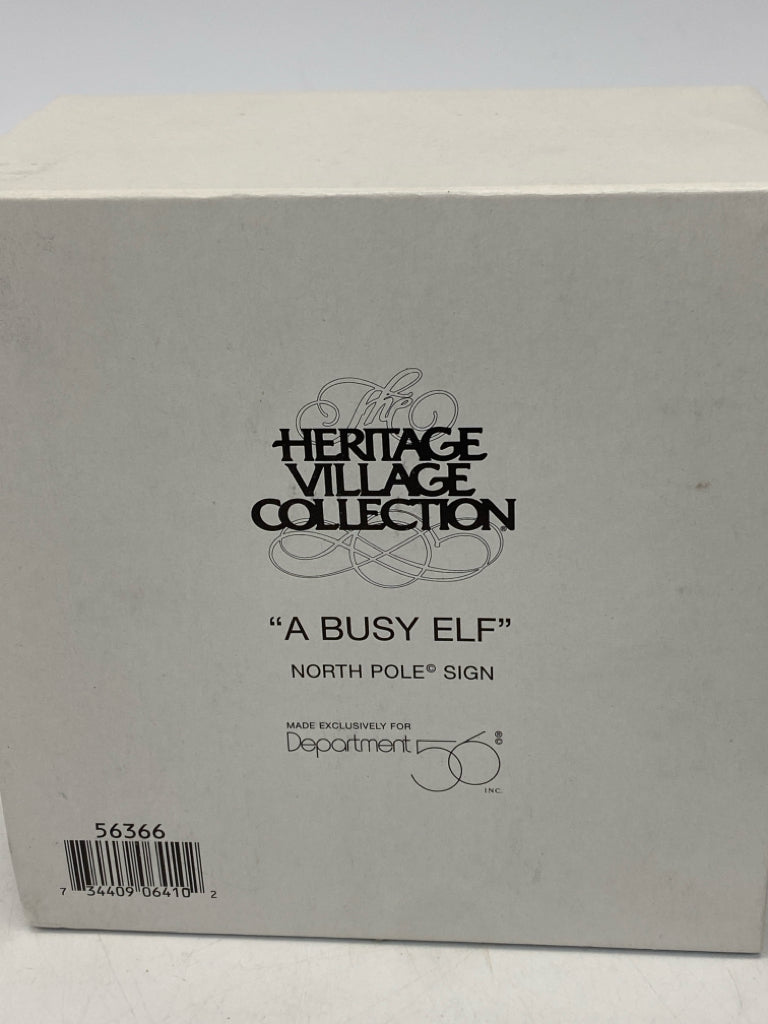 The
HERITAGE
VILLAGE
COLLECTION®
“A BUSY ELF”
NORTH POLE© SIGN
MADE EXCLUSIVELY FOR
Department 56 ®©
INC.
56366
7 34409 06410 2